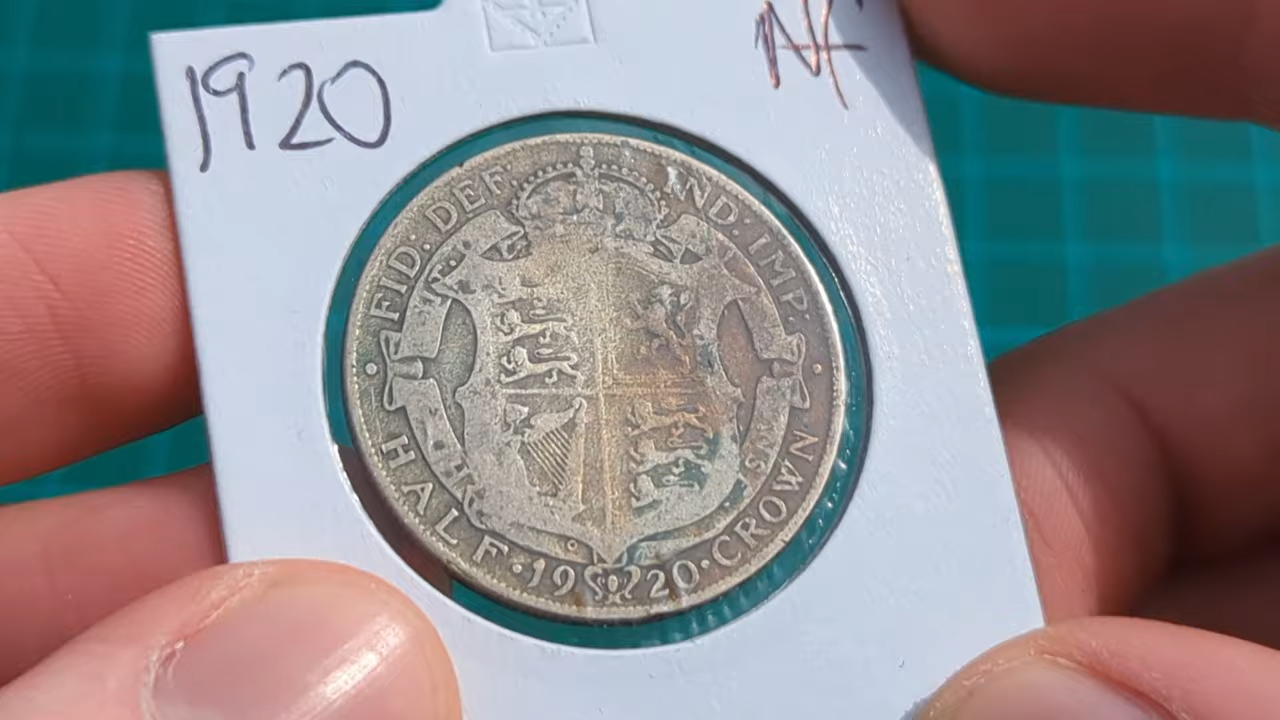 1920
NF
FID: DEF IND: IMP:
HALF · 1920 · CROWN